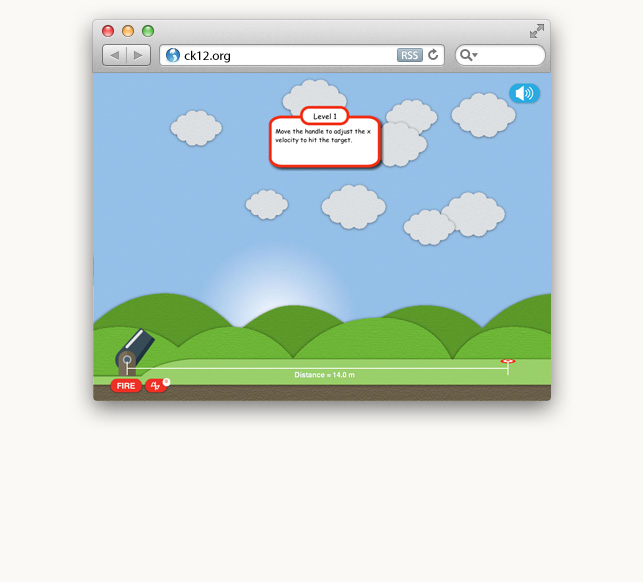 ck12.org
RSS
Level 1
Move the handle to adjust the x
velocity to hit the target.
Distance = 14.0 m
FIRE